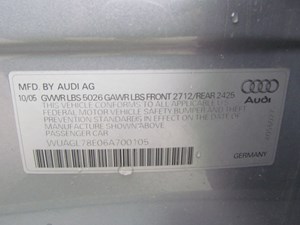 MFD. BY AUDI AG
10/05 GVWR LBS 5026 GAWR LBS FRONT 2712/REAR 2425
THIS VEHICLE CONFORMS TO ALL APPLICABLE
FEDERAL MOTOR VEHICLE SAFETY BUMPER AND THEFT
PREVENTION STANDARDS IN EFFECT ON THE
DATE OF MANUFACTURE SHOWN ABOVE.
PASSENGER CAR
WUAGL78E06A700105
Audi
GERMANY